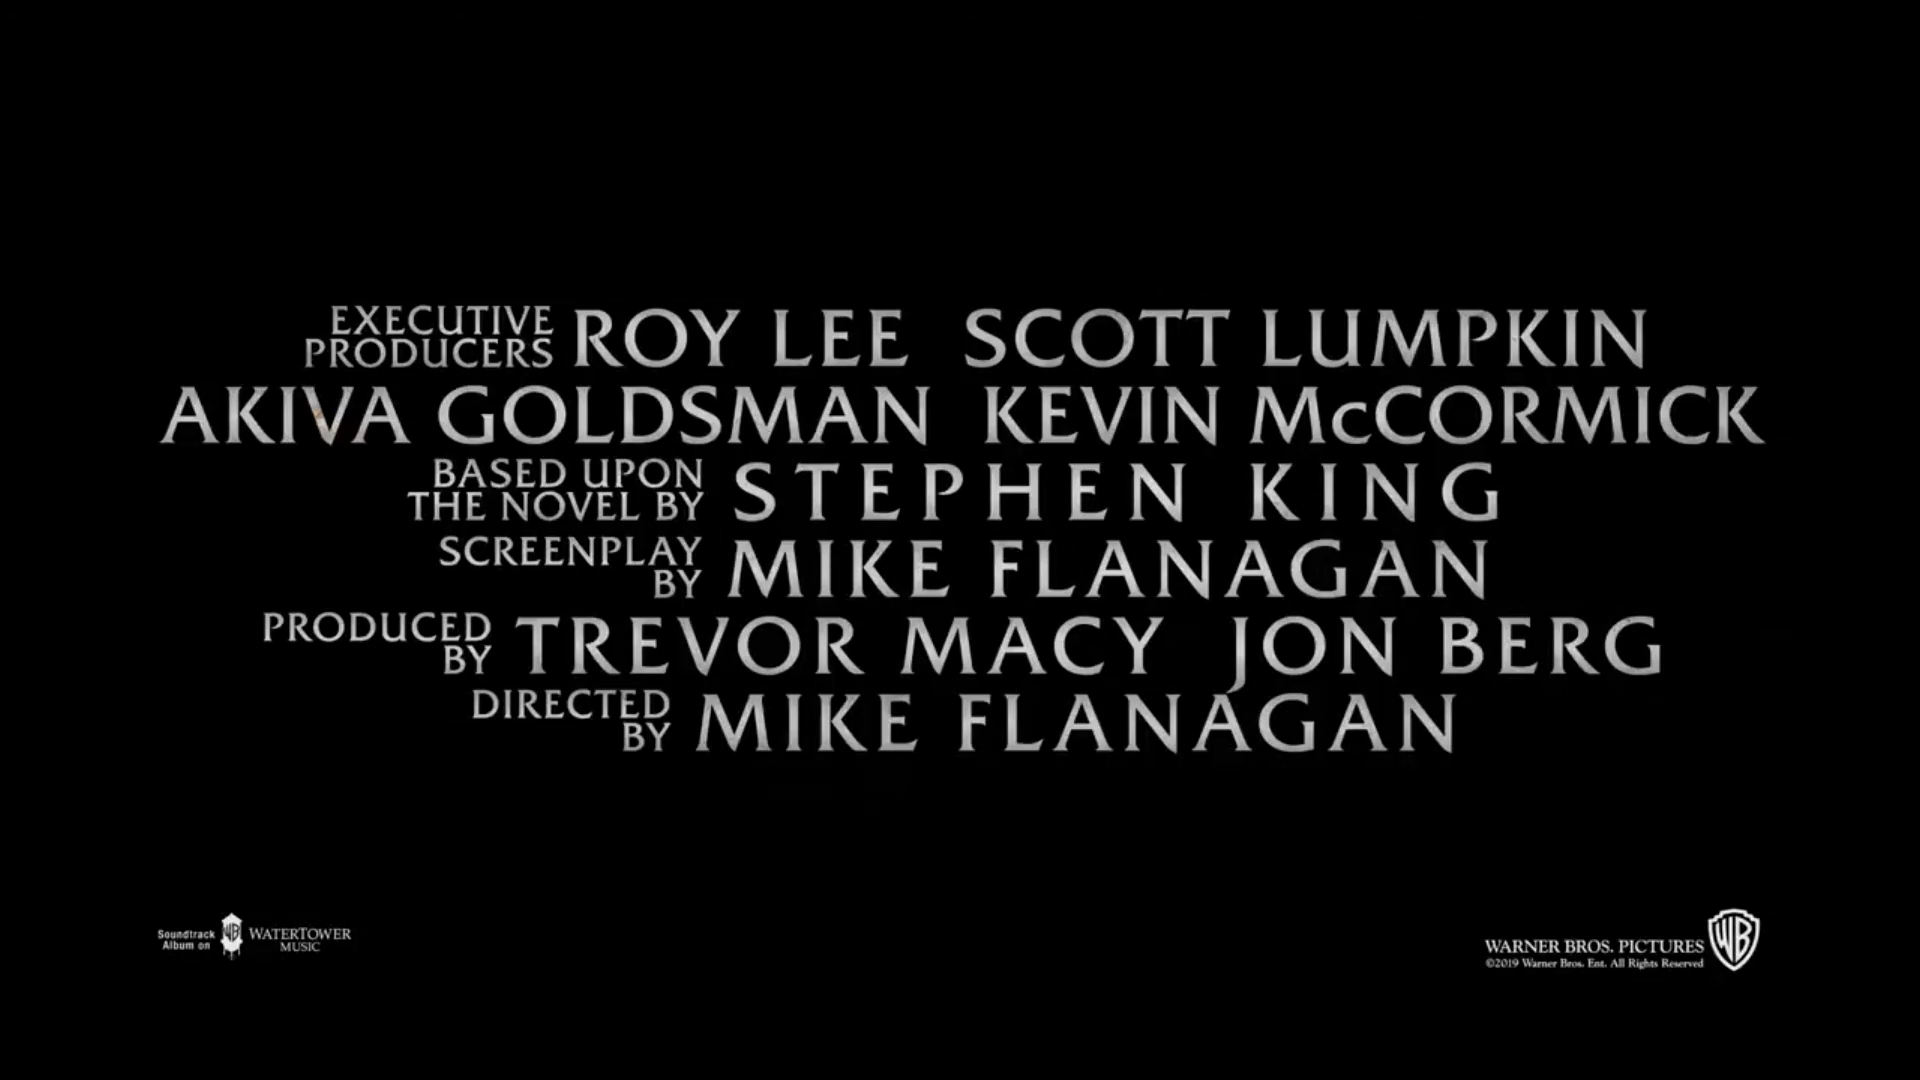 EXECUTIVE PRODUCERS ROY LEE SCOTT LUMPKIN
AKIVA GOLDSMAN KEVIN McCORMICK
BASED UPON THE NOVEL BY STEPHEN KING
SCREENPLAY BY MIKE FLANAGAN
PRODUCED BY TREVOR MACY JON BERG
DIRECTED BY MIKE FLANAGAN
Soundtrack Album on WB WATERTOWER MUSIC
WARNER BROS. PICTURES WB
©2019 Warner Bros. Ent. All Rights Reserved